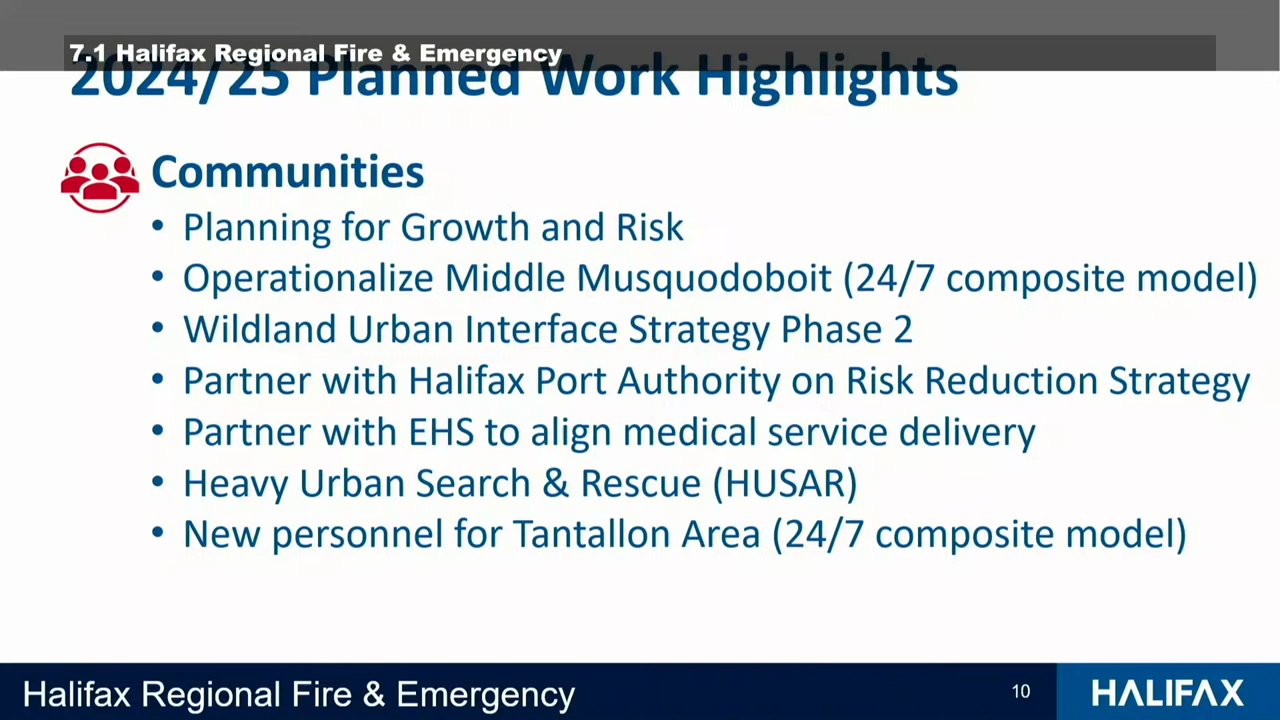 7.1 Halifax Regional Fire & Emergency
2024/25 Planned Work Highlights
Communities
• Planning for Growth and Risk
• Operationalize Middle Musquodoboit (24/7 composite model)
• Wildland Urban Interface Strategy Phase 2
• Partner with Halifax Port Authority on Risk Reduction Strategy
• Partner with EHS to align medical service delivery
• Heavy Urban Search & Rescue (HUSAR)
• New personnel for Tantallon Area (24/7 composite model)
Halifax Regional Fire & Emergency
10
HALIFAX